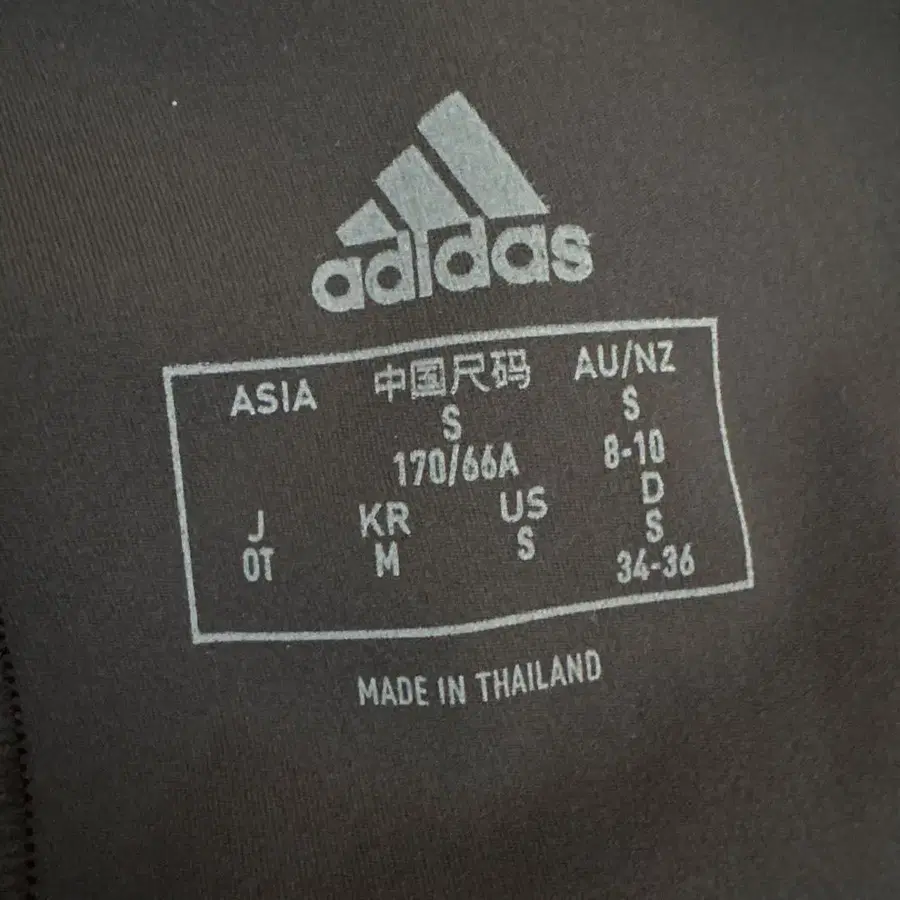 adidas
ASIA 中国尺码 AU/NZ
S S
170/66A 8-10
J KR US D
OT M S S
34-36
MADE IN THAILAND